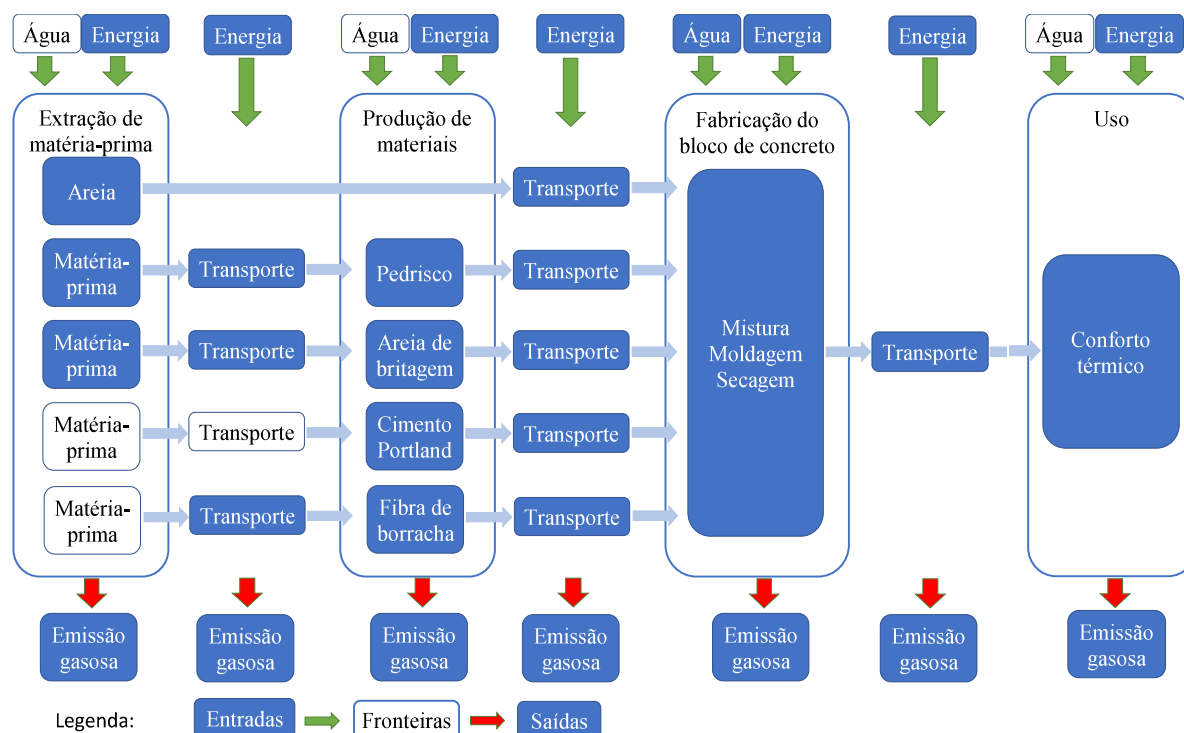 Água Energia Energia Água Energia Energia Água Energia Energia Água Energia
Extração de
matéria-prima
Produção de
materiais
Fabricação do
bloco de concreto
Uso
Areia
Transporte
Matéria-
prima
Transporte
Pedrisco
Transporte
Matéria-
prima
Transporte
Areia de
britagem
Transporte
Mistura
Moldagem
Secagem
Transporte
Conforto
térmico
Matéria-
prima
Transporte
Cimento
Portland
Transporte
Matéria-
prima
Transporte
Fibra de
borracha
Transporte
Emissão
gasosa
Emissão
gasosa
Emissão
gasosa
Emissão
gasosa
Emissão
gasosa
Emissão
gasosa
Emissão
gasosa
Legenda: Entradas Fronteiras Saídas